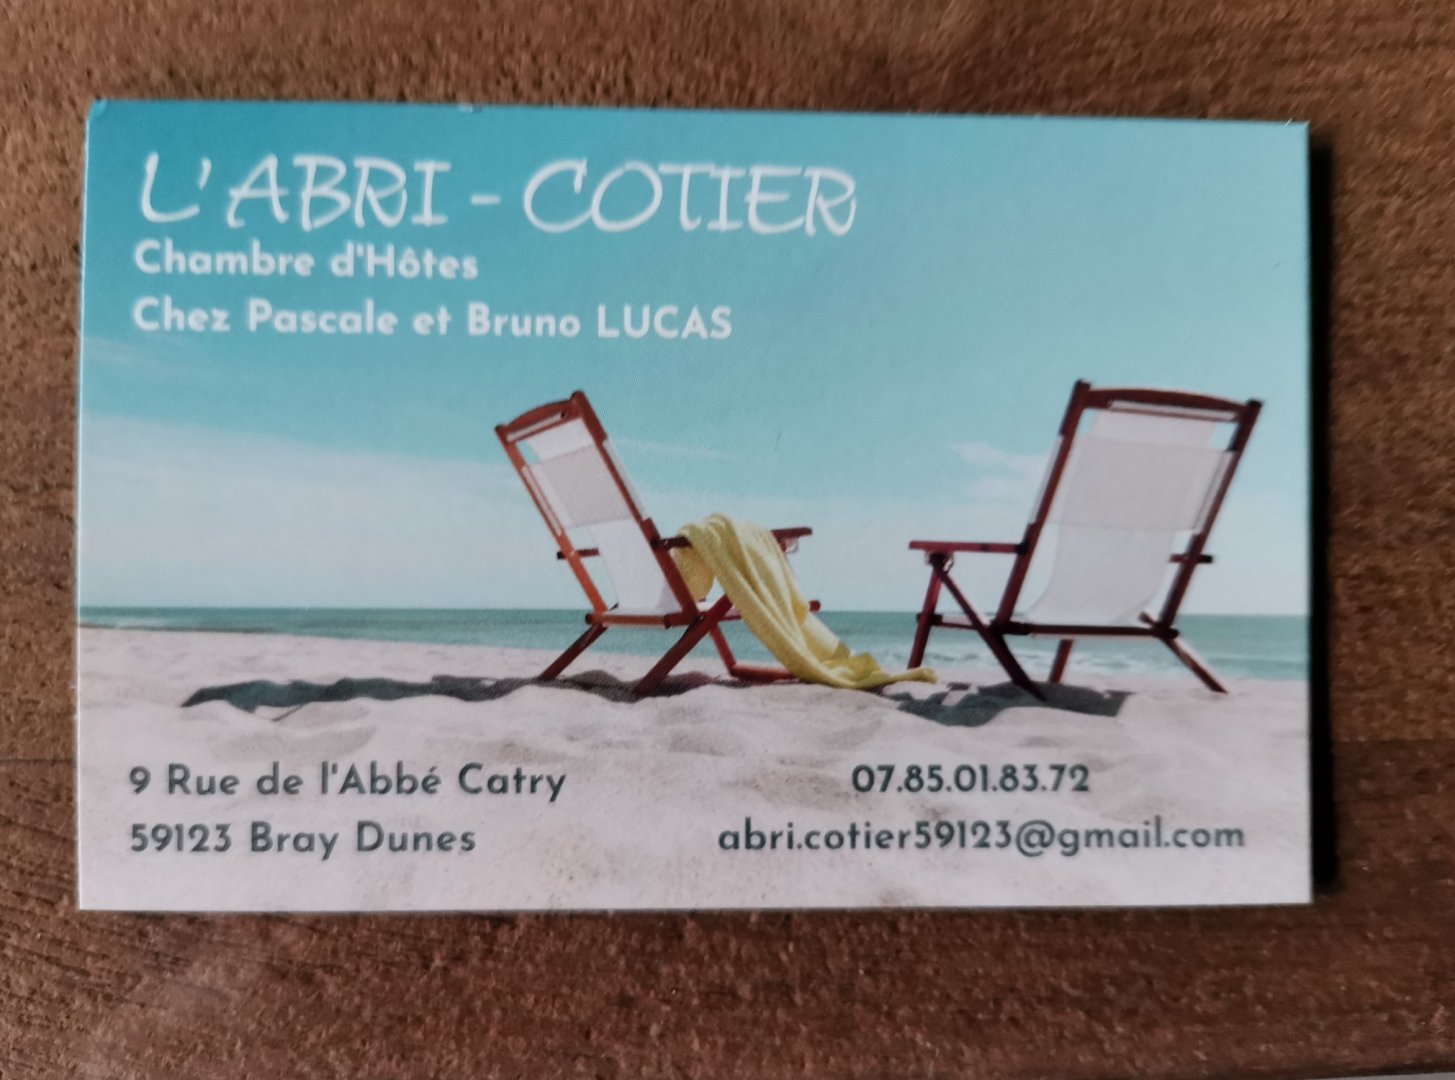 L'ABRI - COTIER
Chambre d'Hôtes
Chez Pascale et Bruno LUCAS
9 Rue de l'Abbé Catry
59123 Bray Dunes
07.85.01.83.72
abri.cotier59123@gmail.com